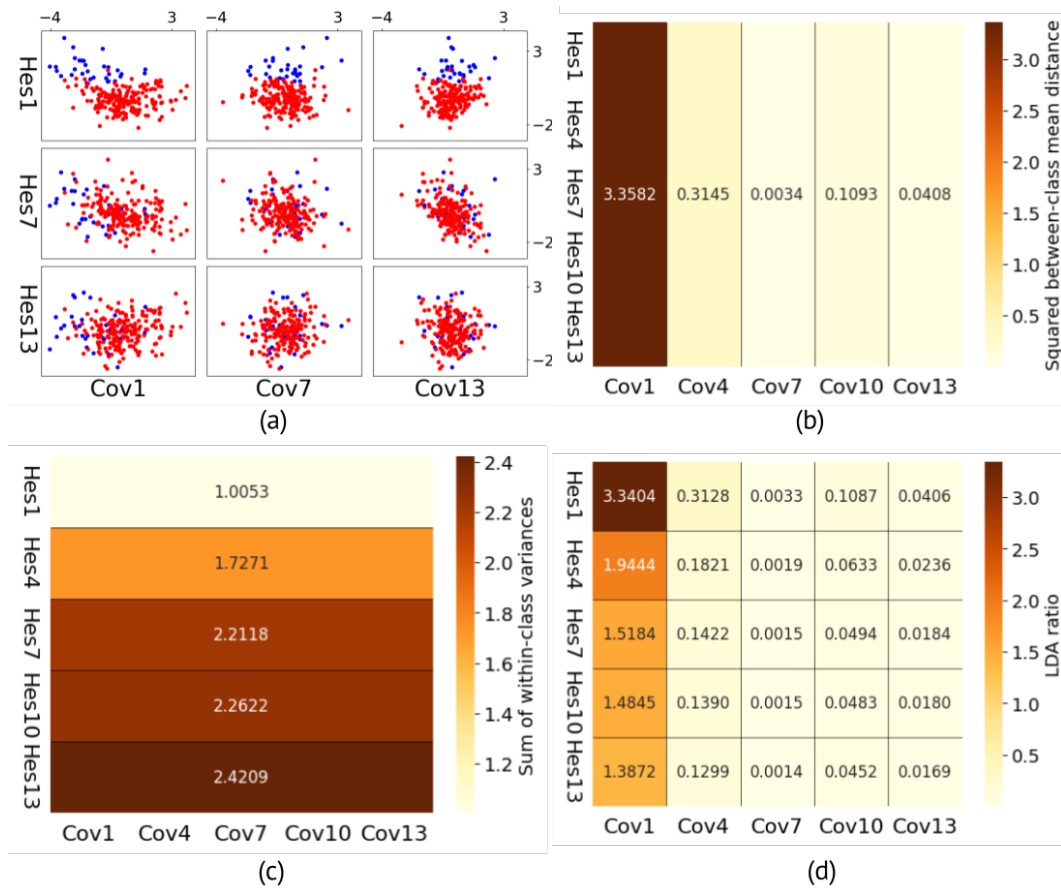 −4 3 −4 3 −4 3
Hes1
3
−2
Hes7
3
−2
Hes13
3
−2
Cov1 Cov7 Cov13
(a)
Hes1
Hes4
Hes7
Hes10
Hes13
3.3582 0.3145 0.0034 0.1093 0.0408
Cov1 Cov4 Cov7 Cov10 Cov13
3.0
2.5
2.0
1.5
1.0
0.5
Squared between-class mean distance
(b)
Hes1 1.0053
Hes4 1.7271
Hes7 2.2118
Hes10 2.2622
Hes13 2.4209
Cov1 Cov4 Cov7 Cov10 Cov13
2.4
2.2
2.0
1.8
1.6
1.4
1.2
Sum of within-class variances
(c)
Hes1 3.3404 0.3128 0.0033 0.1087 0.0406
Hes4 1.9444 0.1821 0.0019 0.0633 0.0236
Hes7 1.5184 0.1422 0.0015 0.0494 0.0184
Hes10 1.4845 0.1390 0.0015 0.0483 0.0180
Hes13 1.3872 0.1299 0.0014 0.0452 0.0169
Cov1 Cov4 Cov7 Cov10 Cov13
3.0
2.5
2.0
1.5
1.0
0.5
LDA ratio
(d)